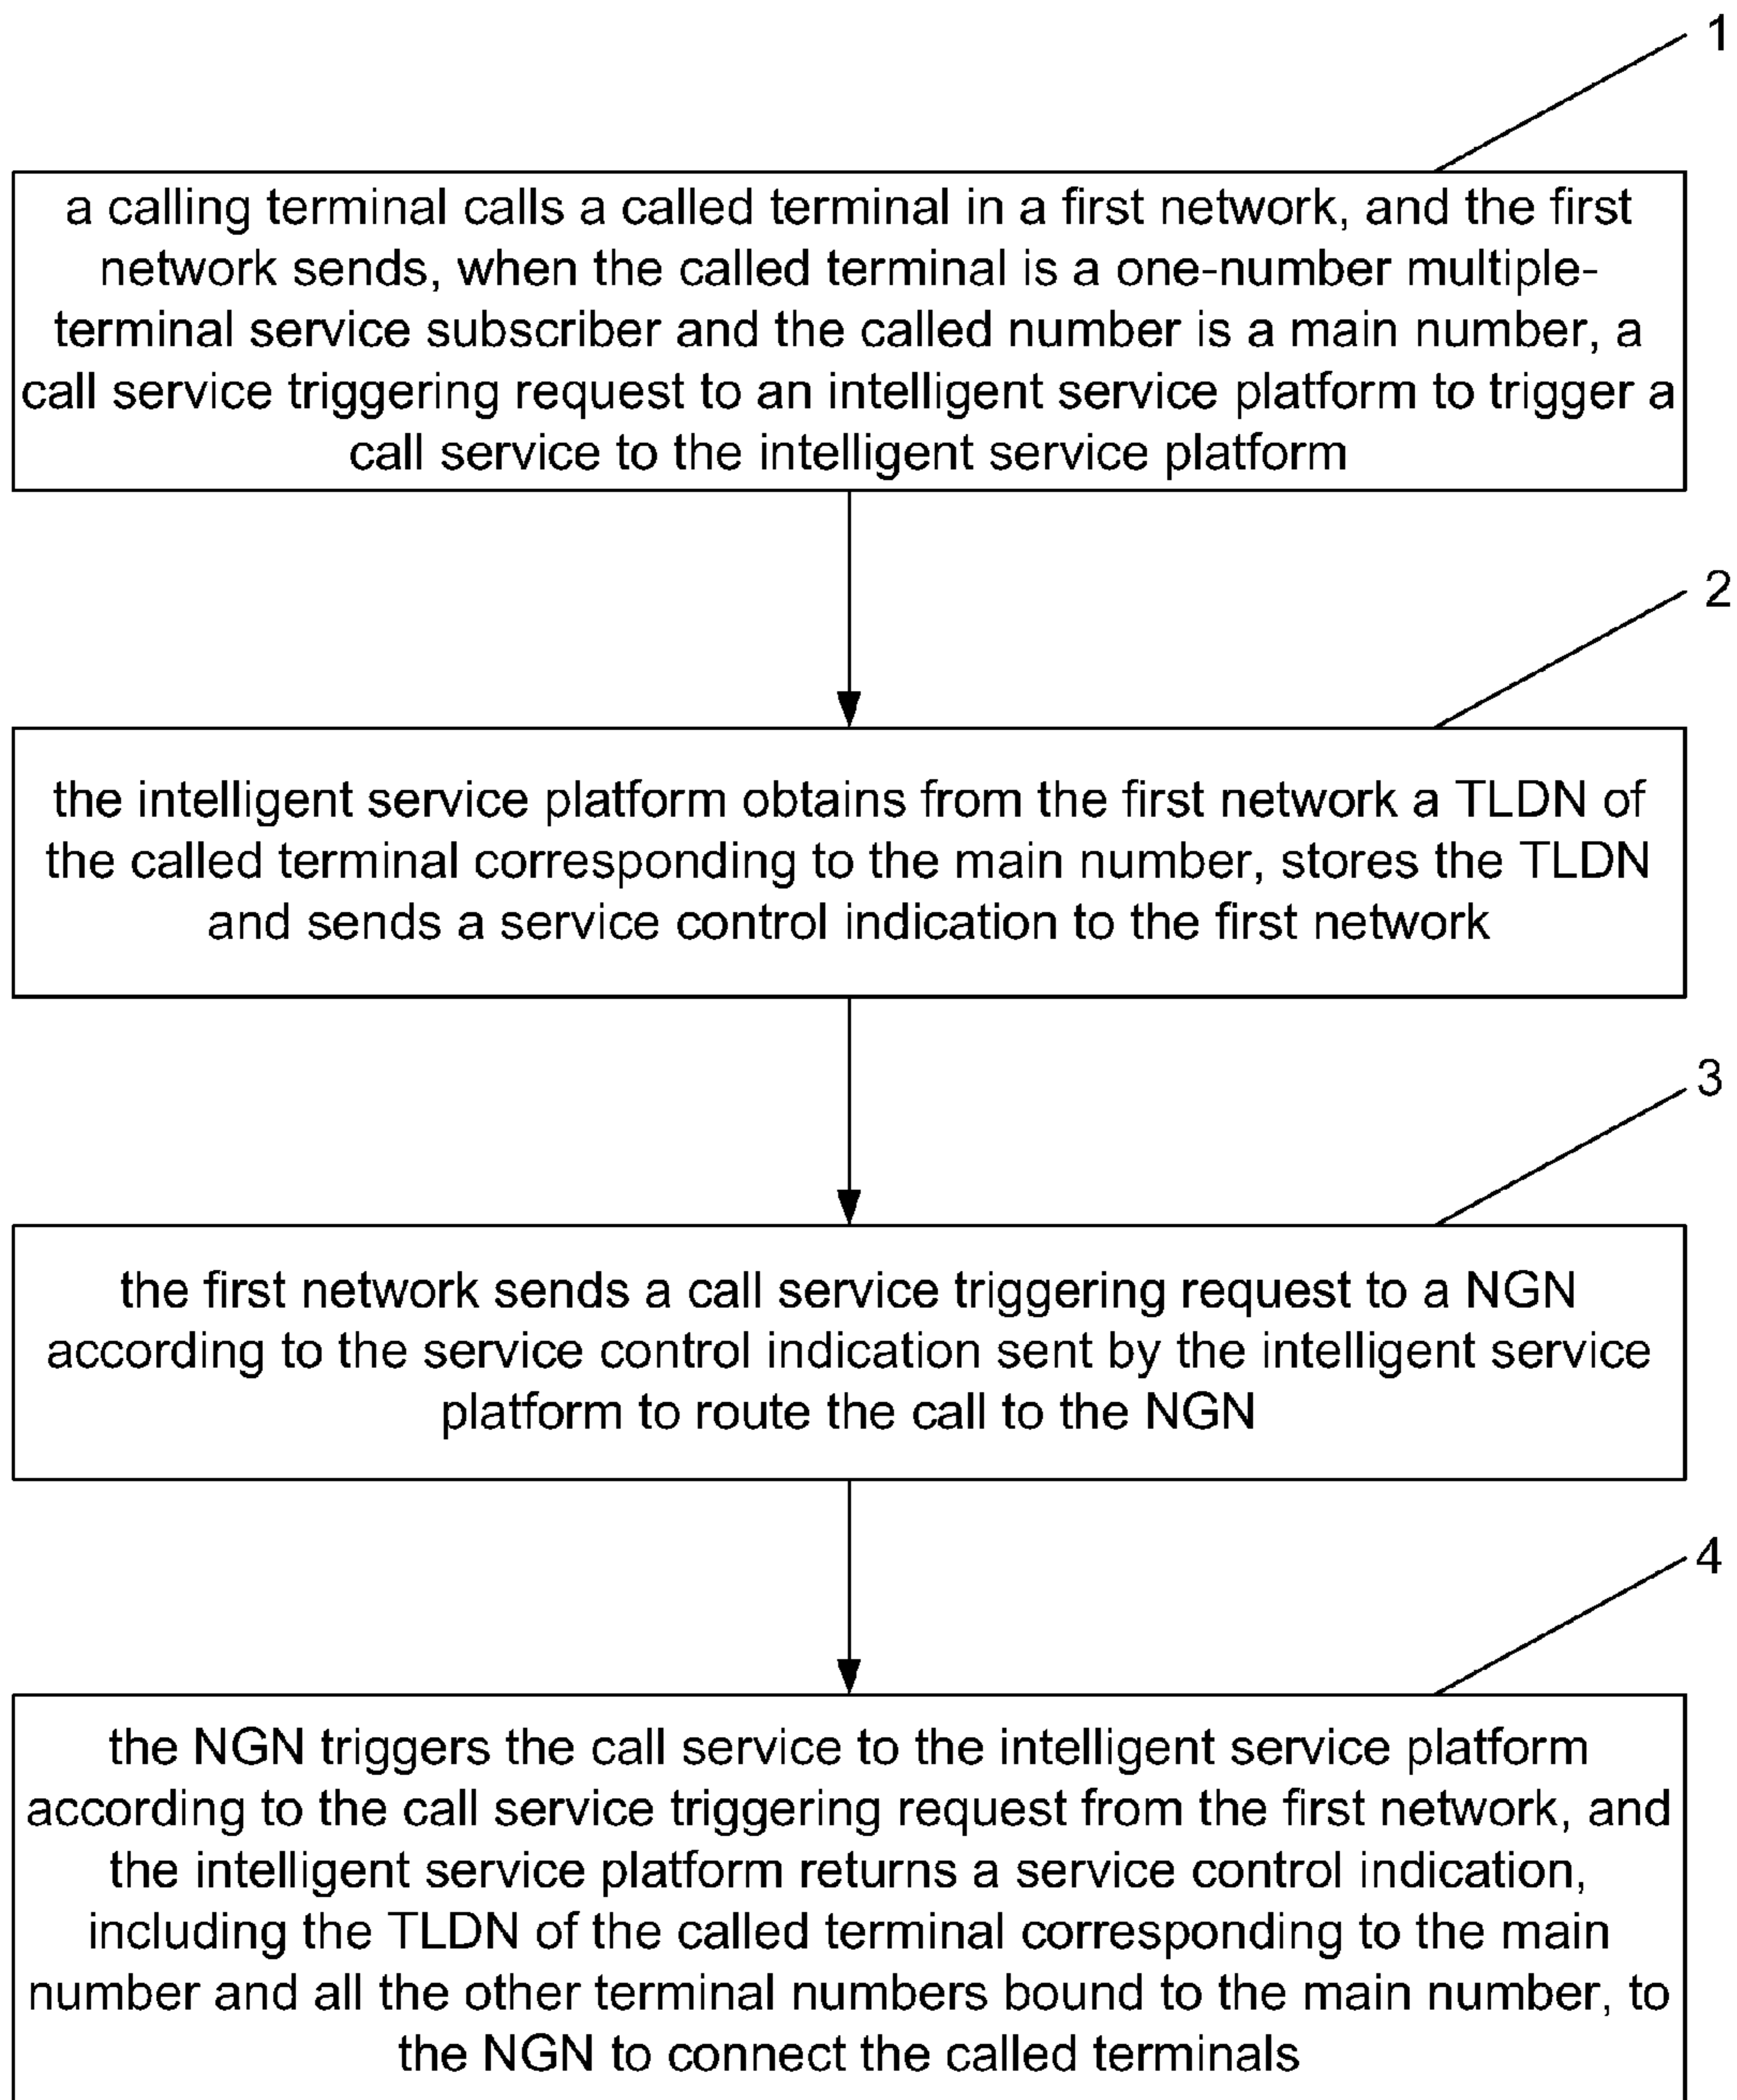 1
a calling terminal calls a called terminal in a first network, and the first
network sends, when the called terminal is a one-number multiple-
terminal service subscriber and the called number is a main number, a
call service triggering request to an intelligent service platform to trigger a
call service to the intelligent service platform
2
the intelligent service platform obtains from the first network a TLDN of
the called terminal corresponding to the main number, stores the TLDN
and sends a service control indication to the first network
3
the first network sends a call service triggering request to a NGN
according to the service control indication sent by the intelligent service
platform to route the call to the NGN
4
the NGN triggers the call service to the intelligent service platform
according to the call service triggering request from the first network, and
the intelligent service platform returns a service control indication,
including the TLDN of the called terminal corresponding to the main
number and all the other terminal numbers bound to the main number, to
the NGN to connect the called terminals